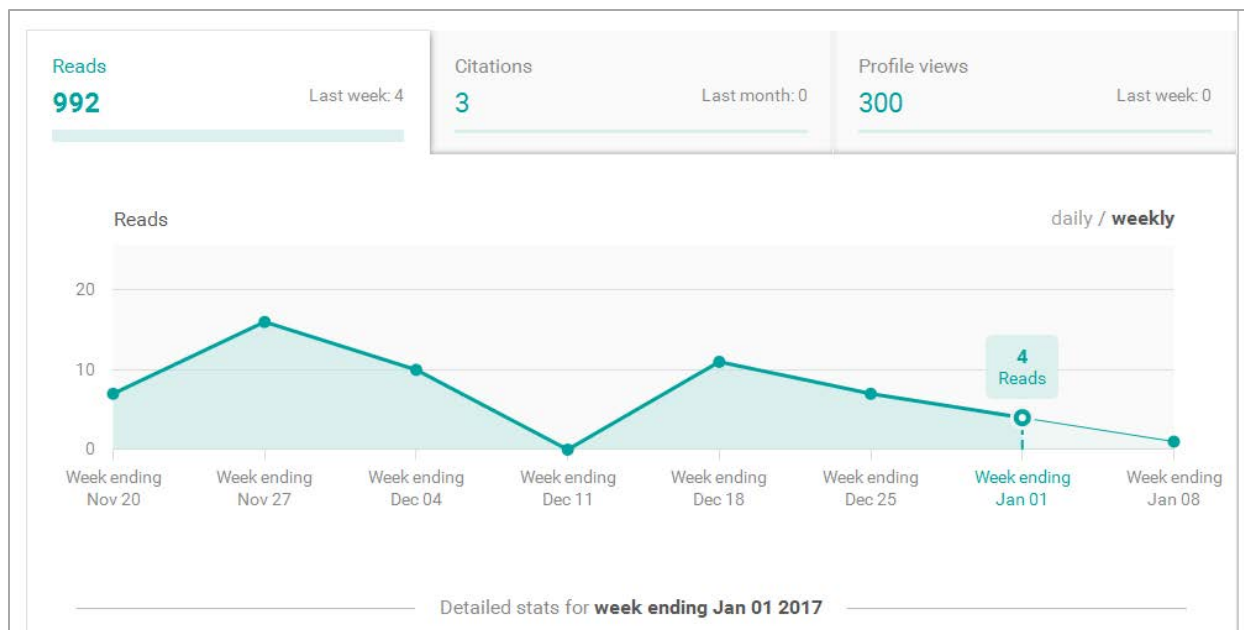 Reads
992
Last week: 4
Citations
3
Last month: 0
Profile views
300
Last week: 0
Reads
daily / weekly
20
10
0
4
Reads
Week ending
Nov 20
Week ending
Nov 27
Week ending
Dec 04
Week ending
Dec 11
Week ending
Dec 18
Week ending
Dec 25
Week ending
Jan 01
Week ending
Jan 08
Detailed stats for week ending Jan 01 2017